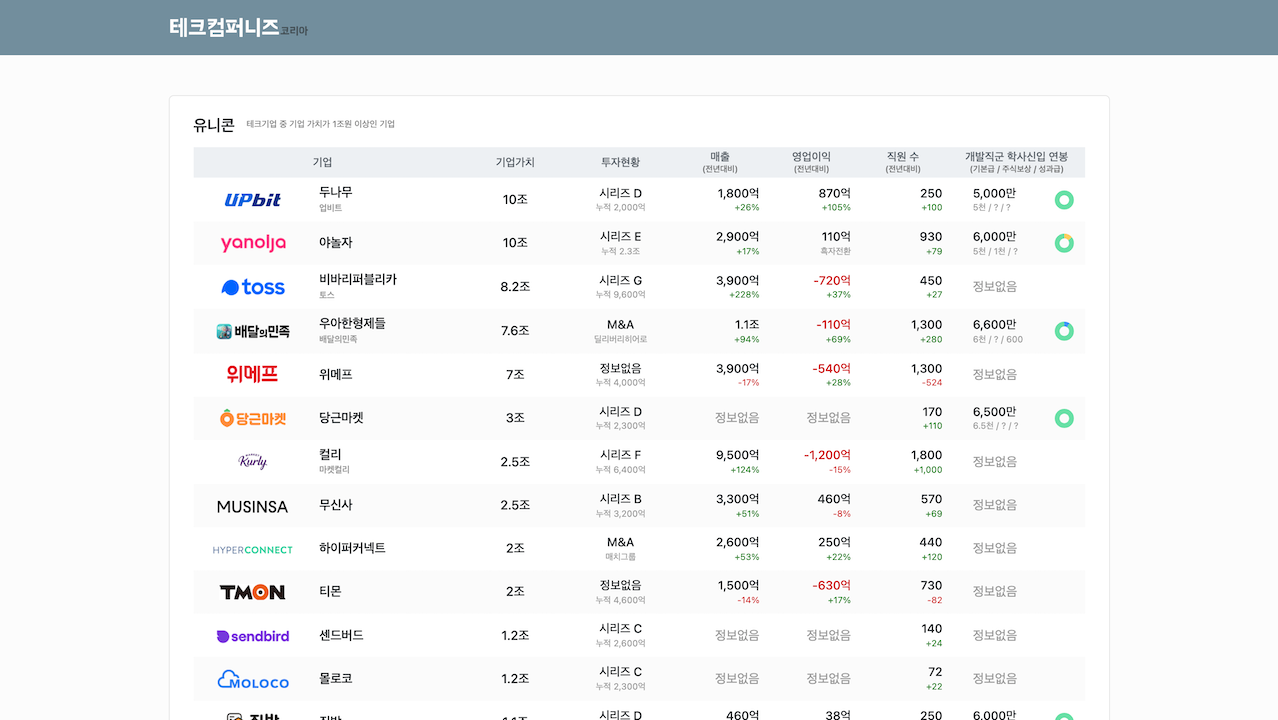 테크컴퍼니즈코리아
유니콘 테크기업 중 기업 가치가 1조원 이상인 기업
기업 기업가치 투자현황 매출 영업이익 직원 수 개발직군 학사신입 연봉
(전년대비) (전년대비) (전년대비) (기본급 / 주식보상 / 성과급)
UPbit 두나무 10조 시리즈 D 1,800억 870억 250 5,000만
업비트 누적 2,000억 +26% +105% +100 5천 / ? / ?
yanolja 야놀자 10조 시리즈 E 2,900억 110억 930 6,000만
누적 2.3조 +17% 흑자전환 +79 5천 / 1천 / ?
toss 비바리퍼블리카 8.2조 시리즈 G 3,900억 -720억 450 정보없음
토스 누적 9,600억 +228% +37% +27
배달의민족 우아한형제들 7.6조 M&A 1.1조 -110억 1,300 6,600만
배달의민족 딜리버리히어로 +94% +69% +280 6천 / ? / 600
위메프 위메프 7조 정보없음 3,900억 -540억 1,300 정보없음
누적 4,000억 -17% +28% -524
당근마켓 당근마켓 3조 시리즈 D 정보없음 정보없음 170 6,500만
누적 2,300억 +110 6.5천 / ? / ?
Kurly 컬리 2.5조 시리즈 F 9,500억 -1,200억 1,800 정보없음
마켓컬리 누적 6,400억 +124% -15% +1,000
MUSINSA 무신사 2.5조 시리즈 B 3,300억 460억 570 정보없음
누적 3,200억 +51% -8% +69
HYPERCONNECT 하이퍼커넥트 2조 M&A 2,600억 250억 440 정보없음
매치그룹 +53% +22% +120
TMON 티몬 2조 정보없음 1,500억 -630억 730 정보없음
누적 4,600억 -14% +17% -82
sendbird 센드버드 1.2조 시리즈 C 정보없음 정보없음 140 정보없음
누적 2,600억 +24
MOLOCO 몰로코 1.2조 시리즈 C 정보없음 정보없음 72 정보없음
누적 2,300억 +22
직방 직방 1.1조 시리즈 D 460억 38억 250 6,000만